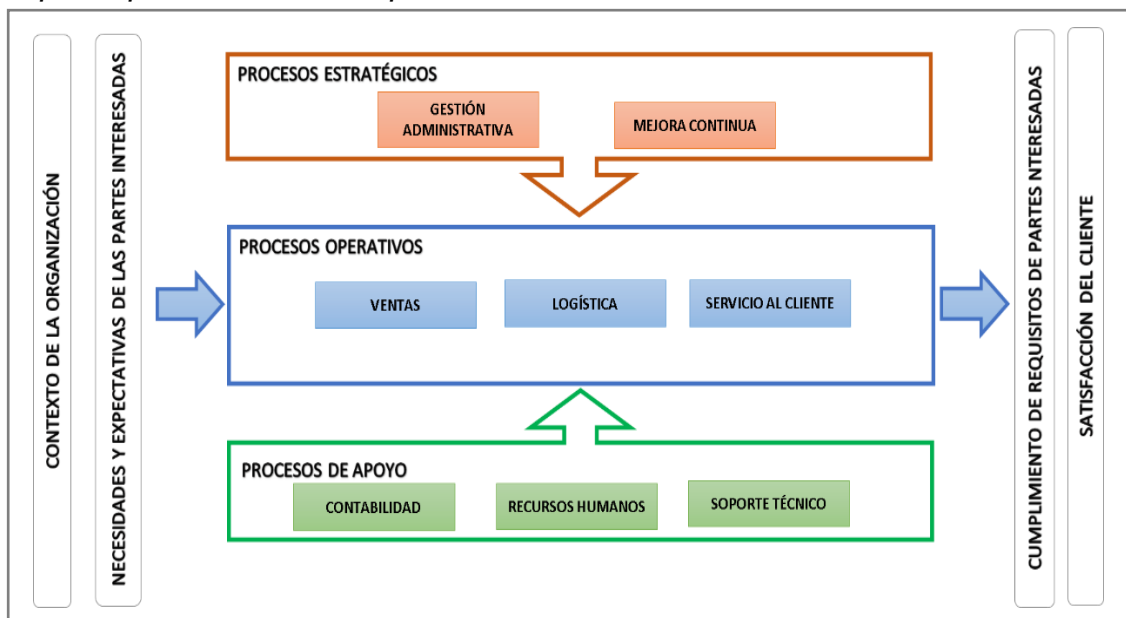 CONTEXTO DE LA ORGANIZACIÓN
NECESIDADES Y EXPECTATIVAS DE LAS PARTES INTERESADAS
PROCESOS ESTRATÉGICOS
GESTIÓN
ADMINISTRATIVA
MEJORA CONTINUA
PROCESOS OPERATIVOS
VENTAS
LOGÍSTICA
SERVICIO AL CLIENTE
PROCESOS DE APOYO
CONTABILIDAD
RECURSOS HUMANOS
SOPORTE TÉCNICO
CUMPLIMIENTO DE REQUISITOS DE PARTES NTERESADAS
SATISFACCIÓN DEL CLIENTE